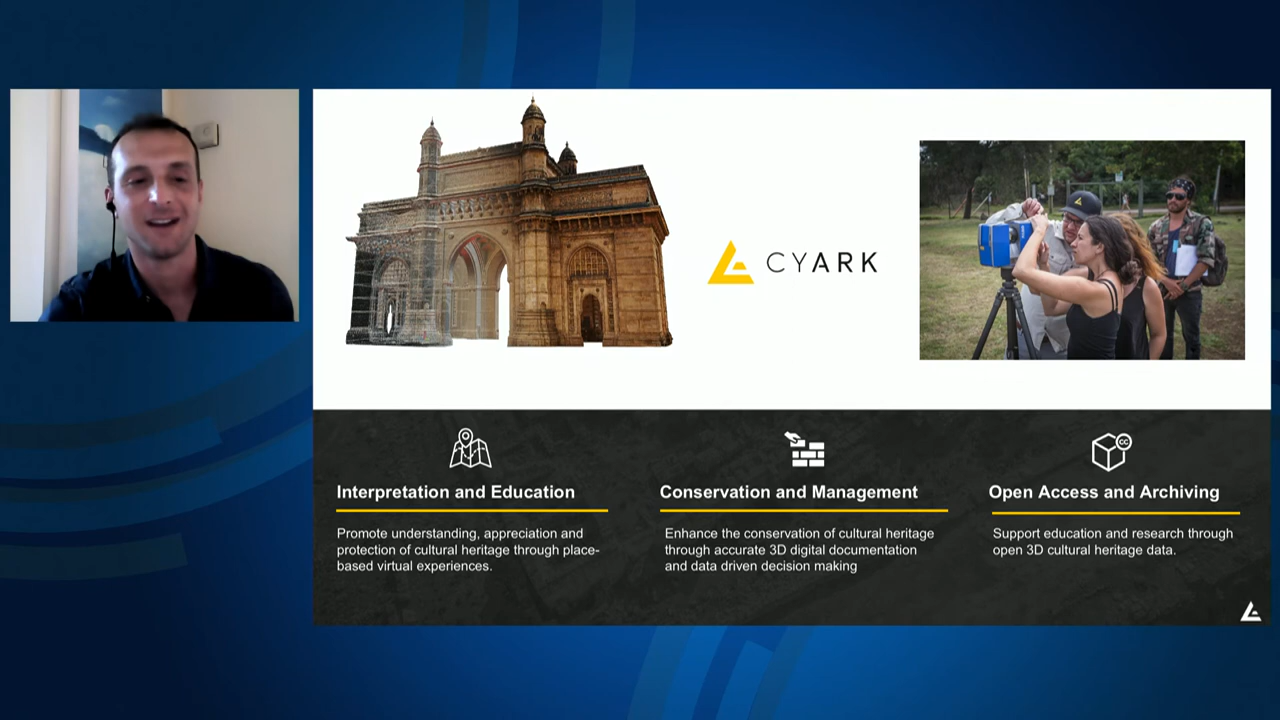 CYARK
Interpretation and Education
Promote understanding, appreciation and
protection of cultural heritage through place-
based virtual experiences.
Conservation and Management
Enhance the conservation of cultural heritage
through accurate 3D digital documentation
and data driven decision making
CC
Open Access and Archiving
Support education and research through
open 3D cultural heritage data.